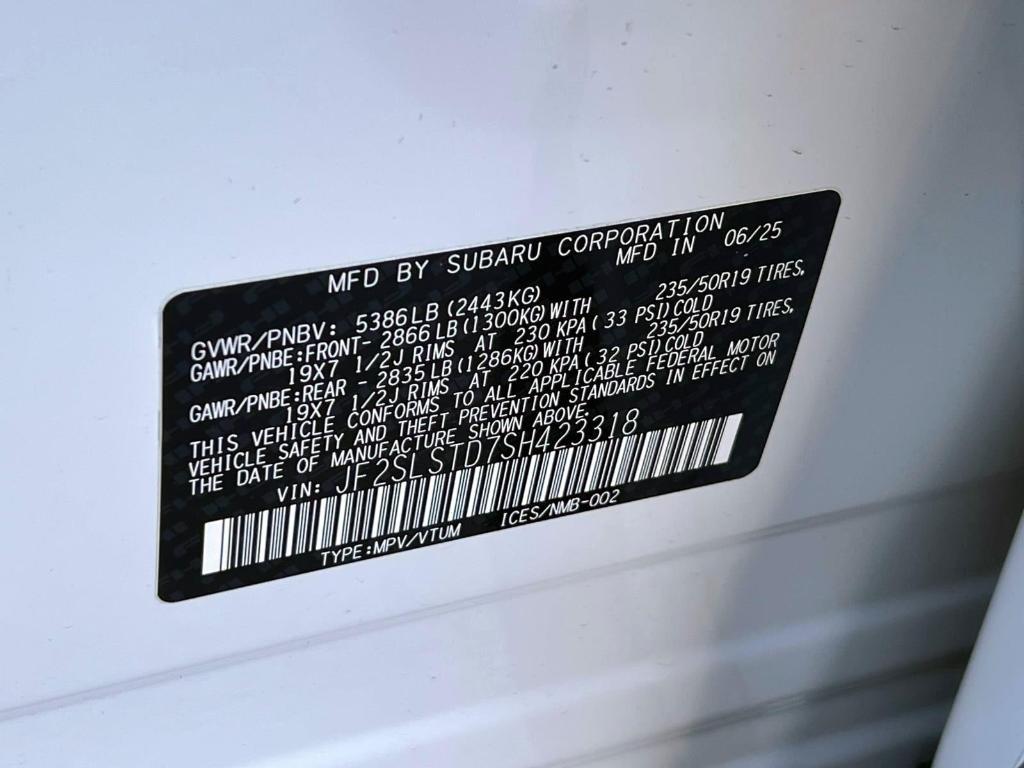 MFD BY SUBARU CORPORATION
MFD IN 06/25
GVWR/PNBV: 5386LB(2443KG)
GAWR/PNBE:FRONT- 2866LB(1300KG)WITH 235/50R19 TIRES,
19X7 1/2J RIMS AT 230 KPA(33 PSI)COLD
GAWR/PNBE:REAR - 2835LB(1286KG)WITH 235/50R19 TIRES,
19X7 1/2J RIMS AT 220 KPA(32 PSI)COLD
THIS VEHICLE CONFORMS TO ALL APPLICABLE FEDERAL MOTOR
VEHICLE SAFETY AND THEFT PREVENTION STANDARDS IN EFFECT ON
THE DATE OF MANUFACTURE SHOWN ABOVE.
VIN: JF2SLSTD7SH423318
TYPE:MPV/VTUM ICES/NMB-002